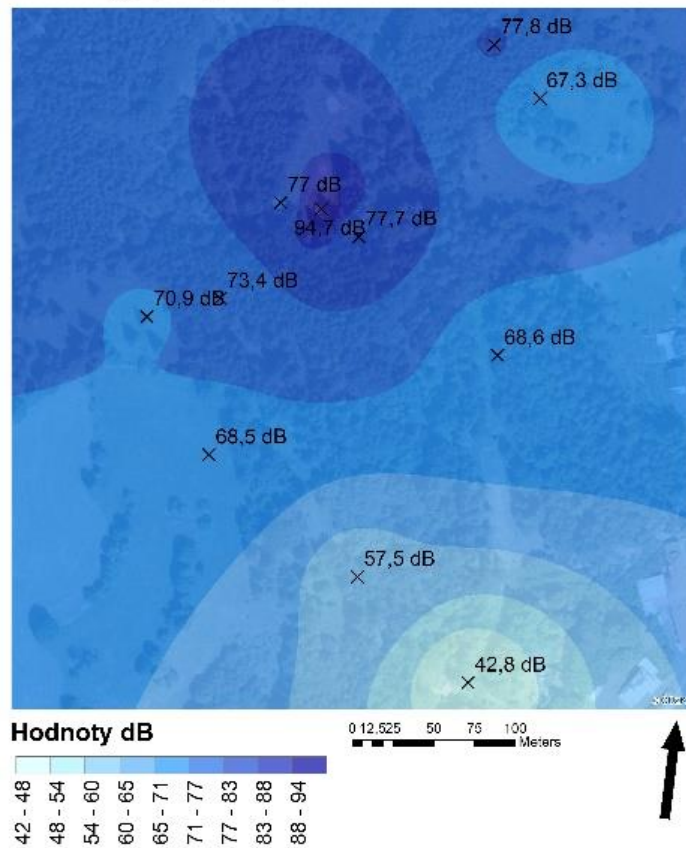 77,8 dB
67,3 dB
77 dB
94,7 dB
77,7 dB
73,4 dB
70,9 dB
68,6 dB
68,5 dB
57,5 dB
42,8 dB
Hodnoty dB
0 12,525 50 75 100
Meters
42 - 48
48 - 54
54 - 60
60 - 65
65 - 71
71 - 77
77 - 83
83 - 88
88 - 94